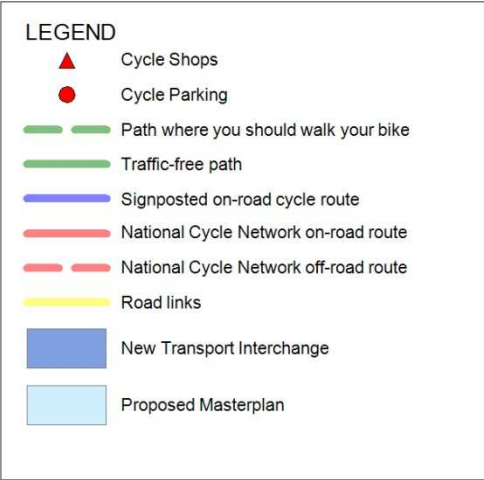 LEGEND
Cycle Shops
Cycle Parking
Path where you should walk your bike
Traffic-free path
Signposted on-road cycle route
National Cycle Network on-road route
National Cycle Network off-road route
Road links
New Transport Interchange
Proposed Masterplan